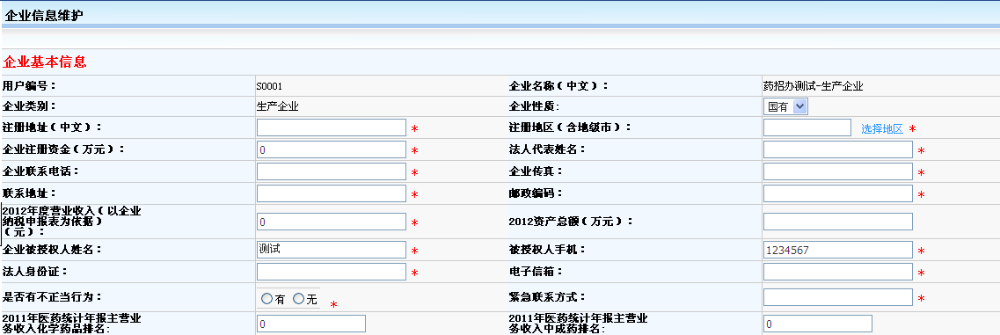 企业信息维护
企业基本信息
用户编号： S0001 企业名称（中文）： 药招办测试-生产企业
企业类别： 生产企业 企业性质: 国有
注册地址（中文）： * 注册地区（含地级市）： 选择地区 *
企业注册资金（万元）： 0 * 法人代表姓名： *
企业联系电话： * 企业传真： *
联系地址： * 邮政编码： *
2012年度营业收入（以企业
纳税申报表为依据）
（元）： 0 * 2012资产总额（万元）：
企业被授权人姓名： 测试 * 被授权人手机： 1234567 *
法人身份证： * 电子信箱： *
是否有不正当行为： 有 无 * 紧急联系方式： *
2011年医药统计年报主营业
务收入化学药品排名: 0
2011年医药统计年报主营业
务收入中成药排名: 0